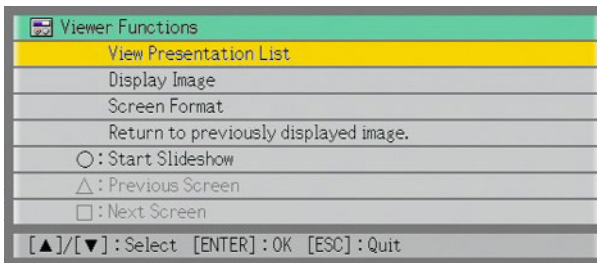 Viewer Functions
View Presentation List
Display Image
Screen Format
Return to previously displayed image.
○：Start Slideshow
△：Previous Screen
□：Next Screen
[▲]/[▼]：Select [ENTER]：OK [ESC]：Quit